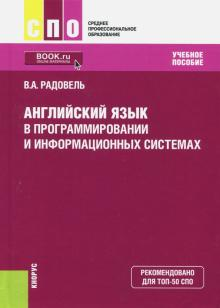 СПО
СРЕДНЕЕ
ПРОФЕССИОНАЛЬНОЕ
ОБРАЗОВАНИЕ
BOOK.ru
УЧЕБНОЕ
ПОСОБИЕ
В.А. РАДОВЕЛЬ
АНГЛИЙСКИЙ ЯЗЫК
В ПРОГРАММИРОВАНИИ
И ИНФОРМАЦИОННЫХ СИСТЕМАХ
КНОРУС
РЕКОМЕНДОВАНО
ДЛЯ ТОП-50 СПО